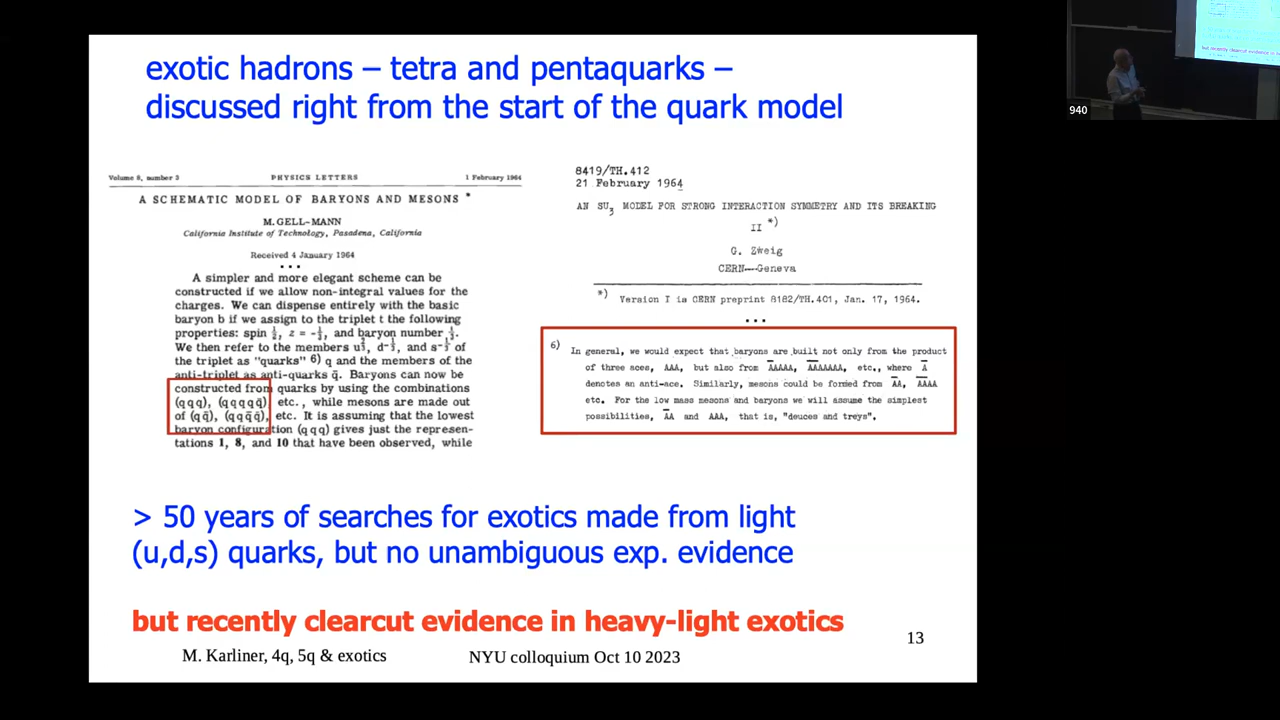 exotic hadrons – tetra and pentaquarks –
discussed right from the start of the quark model
Volume 8, number 3 PHYSICS LETTERS 1 February 1964
A SCHEMATIC MODEL OF BARYONS AND MESONS *
M. GELL-MANN
California Institute of Technology, Pasadena, California
Received 4 January 1964
...
A simpler and more elegant scheme can be
constructed if we allow non-integral values for the
charges. We can dispense entirely with the basic
baryon b if we assign to the triplet t the following
properties: spin ½, z = -⅓, and baryon number ⅓.
We then refer to the members u⅔, d-⅓, and s-⅓ of
the triplet as "quarks" 6) q and the members of the
anti-triplet as anti-quarks q̄. Baryons can now be
constructed from quarks by using the combinations
(qqq), (qqqqq̄), etc., while mesons are made out
of (qq̄), (qqq̄q̄), etc. It is assuming that the lowest
baryon configuration (qqq) gives just the represen-
tations 1, 8, and 10 that have been observed, while
8419/TH.412
21 February 1964
AN SU3 MODEL FOR STRONG INTERACTION SYMMETRY AND ITS BREAKING
II *)
G. Zweig
CERN---Geneva
*) Version I is CERN preprint 8182/TH.401, Jan. 17, 1964.
...
6) In general, we would expect that baryons are built not only from the product
of three aces, AAA, but also from ĀAAAA, ĀĀAAAAA, etc., where Ā
denotes an anti-ace. Similarly, mesons could be formed from ĀA, ĀĀAA
etc. For the low mass mesons and baryons we will assume the simplest
possibilities, ĀA and AAA, that is, "deuces and treys".
> 50 years of searches for exotics made from light
(u,d,s) quarks, but no unambiguous exp. evidence
but recently clearcut evidence in heavy-light exotics
13
M. Karliner, 4q, 5q & exotics NYU colloquium Oct 10 2023
940